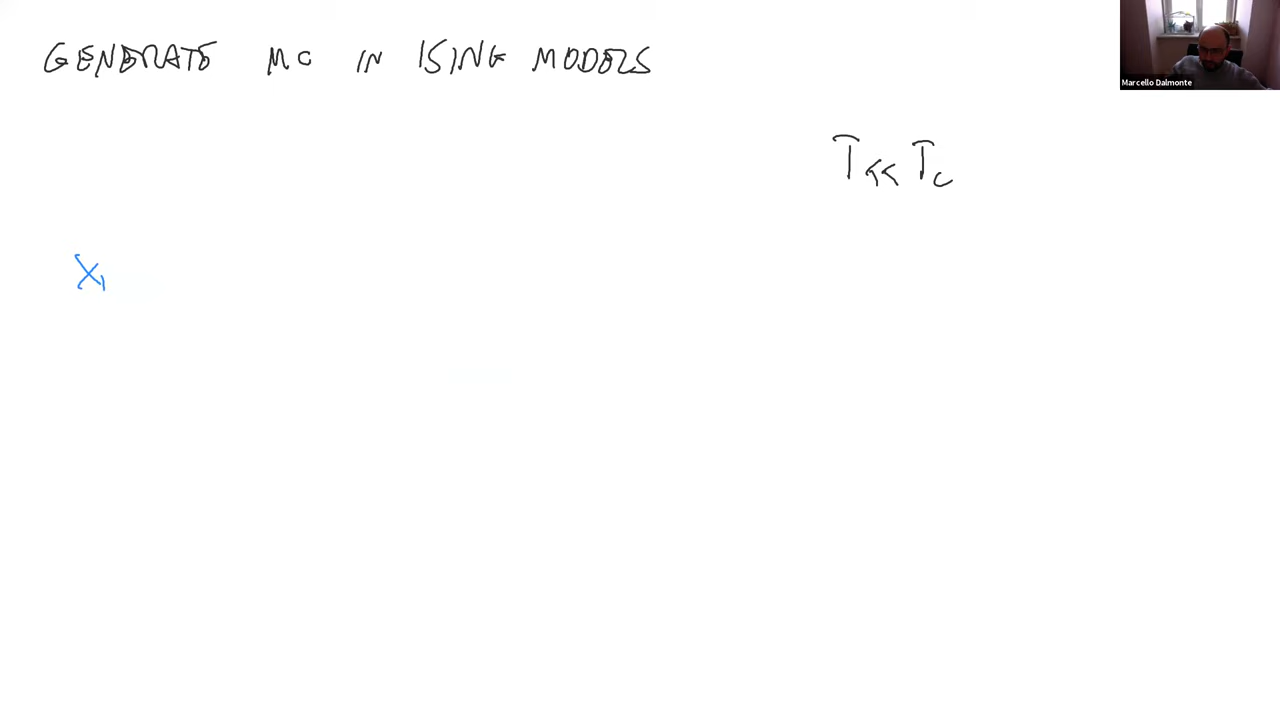 GENERATE MC IN ISING MODELS
Marcello Dalmonte
T << Tc
X1